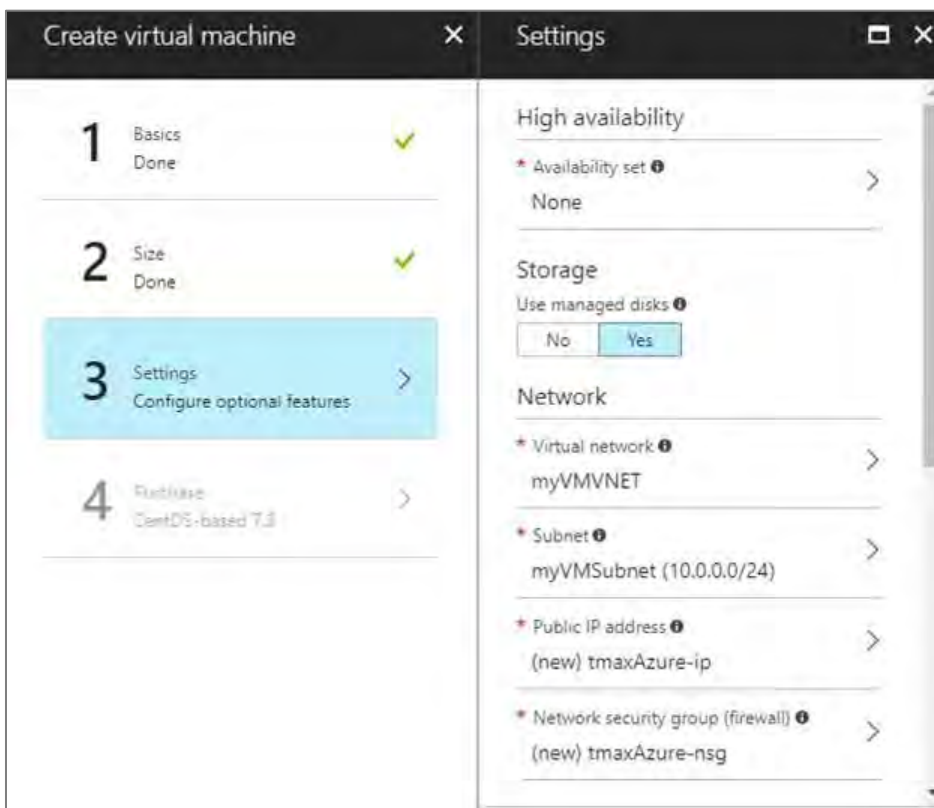 Create virtual machine
1
Basics
Done
2
Size
Done
3
Settings
Configure optional features
4
Purchase
CentOS-based 7.3
Settings
High availability
* Availability set
None
Storage
Use managed disks
No Yes
Network
* Virtual network
myVMVNET
* Subnet
myVMSubnet (10.0.0.0/24)
* Public IP address
(new) tmaxAzure-ip
* Network security group (firewall)
(new) tmaxAzure-nsg